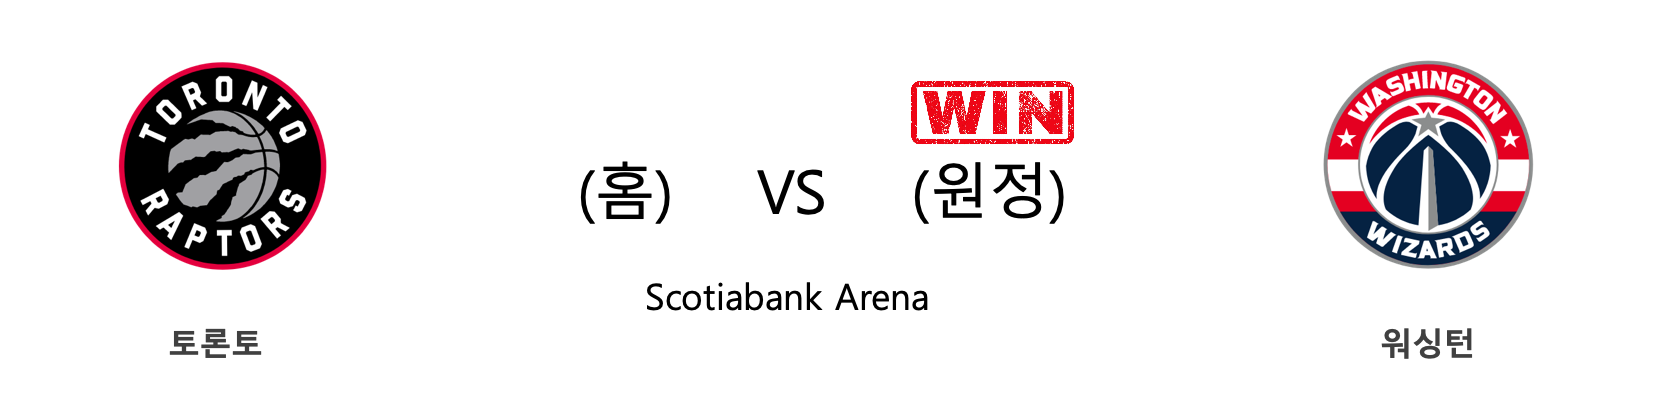 TORONTO
RAPTORS
WIN
(홈) VS (원정)
Scotiabank Arena
WASHINGTON
WIZARDS
토론토
워싱턴